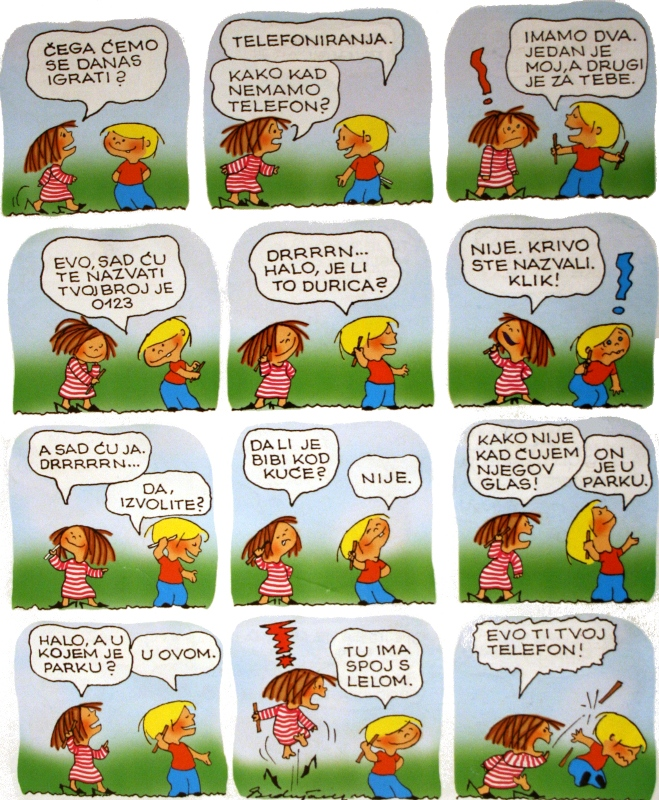 ČEGA ĆEMO
SE DANAS
IGRATI?
TELEFONIRANJA.
KAKO KAD
NEMAMO
TELEFON?
!
IMAMO DVA.
JEDAN JE
MOJ, A DRUGI
JE ZA TEBE.
EVO, SAD ĆU
TE NAZVATI
TVOJ BROJ JE
0123
DRRRRN...
HALO, JE LI
TO ĐURICA?
NIJE. KRIVO
STE NAZVALI.
KLIK!
!
A SAD ĆU JA.
DRRRRRN...
DA,
IZVOLITE?
DA LI JE
BIBI KOD
KUĆE?
NIJE.
KAKO NIJE
KAD ČUJEM
NJEGOV
GLAS!
ON
JE U
PARKU.
HALO, A U
KOJEM JE
PARKU?
U OVOM.
!
TU IMA
SPOJ S
LELOM.
EVO TI TVOJ
TELEFON!